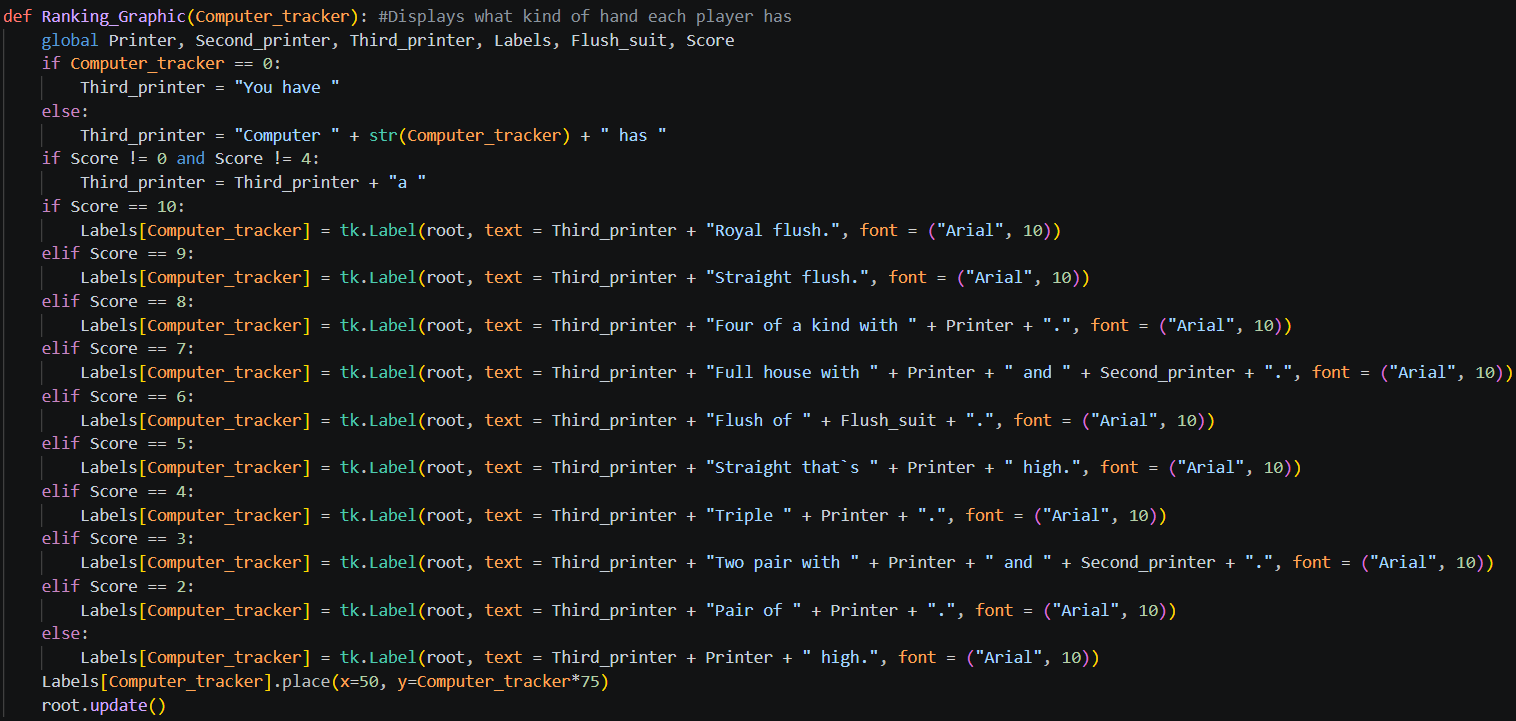 def Ranking_Graphic(Computer_tracker): #Displays what kind of hand each player has
    global Printer, Second_printer, Third_printer, Labels, Flush_suit, Score
    if Computer_tracker == 0:
        Third_printer = "You have "
    else:
        Third_printer = "Computer " + str(Computer_tracker) + " has "
    if Score != 0 and Score != 4:
        Third_printer = Third_printer + "a "
    if Score == 10:
        Labels[Computer_tracker] = tk.Label(root, text = Third_printer + "Royal flush.", font = ("Arial", 10))
    elif Score == 9:
        Labels[Computer_tracker] = tk.Label(root, text = Third_printer + "Straight flush.", font = ("Arial", 10))
    elif Score == 8:
        Labels[Computer_tracker] = tk.Label(root, text = Third_printer + "Four of a kind with " + Printer + ".", font = ("Arial", 10))
    elif Score == 7:
        Labels[Computer_tracker] = tk.Label(root, text = Third_printer + "Full house with " + Printer + " and " + Second_printer + ".", font = ("Arial", 10))
    elif Score == 6:
        Labels[Computer_tracker] = tk.Label(root, text = Third_printer + "Flush of " + Flush_suit + ".", font = ("Arial", 10))
    elif Score == 5:
        Labels[Computer_tracker] = tk.Label(root, text = Third_printer + "Straight that`s " + Printer + " high.", font = ("Arial", 10))
    elif Score == 4:
        Labels[Computer_tracker] = tk.Label(root, text = Third_printer + "Triple " + Printer + ".", font = ("Arial", 10))
    elif Score == 3:
        Labels[Computer_tracker] = tk.Label(root, text = Third_printer + "Two pair with " + Printer + " and " + Second_printer + ".", font = ("Arial", 10))
    elif Score == 2:
        Labels[Computer_tracker] = tk.Label(root, text = Third_printer + "Pair of " + Printer + ".", font = ("Arial", 10))
    else:
        Labels[Computer_tracker] = tk.Label(root, text = Third_printer + Printer + " high.", font = ("Arial", 10))
    Labels[Computer_tracker].place(x=50, y=Computer_tracker*75)
    root.update()